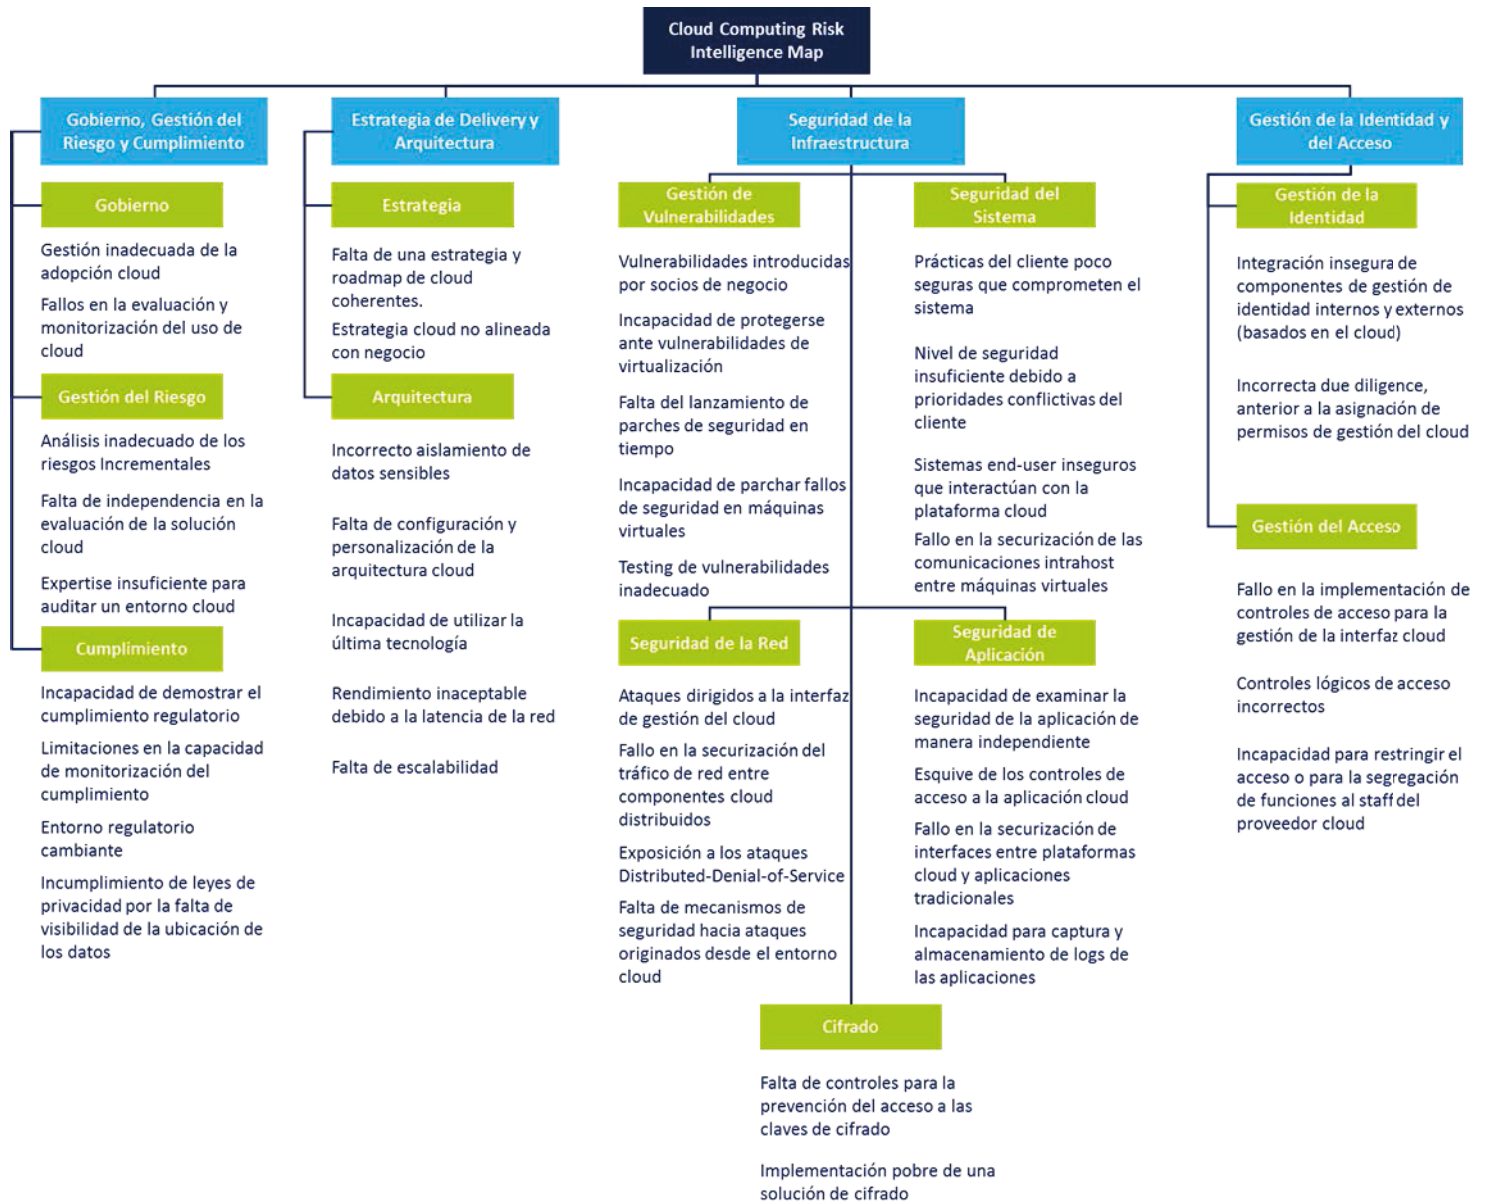 Cloud Computing Risk
Intelligence Map
Gobierno, Gestión del
Riesgo y Cumplimiento
Gobierno
Gestión inadecuada de la
adopción cloud
Fallos en la evaluación y
monitorización del uso de
cloud
Gestión del Riesgo
Análisis inadecuado de los
riesgos Incrementales
Falta de independencia en la
evaluación de la solución
cloud
Expertise insuficiente para
auditar un entorno cloud
Cumplimiento
Incapacidad de demostrar el
cumplimiento regulatorio
Limitaciones en la capacidad
de monitorización del
cumplimiento
Entorno regulatorio
cambiante
Incumplimiento de leyes de
privacidad por la falta de
visibilidad de la ubicación de
los datos
Estrategia de Delivery y
Arquitectura
Estrategia
Falta de una estrategia y
roadmap de cloud
coherentes.
Estrategia cloud no alineada
con negocio
Arquitectura
Incorrecto aislamiento de
datos sensibles
Falta de configuración y
personalización de la
arquitectura cloud
Incapacidad de utilizar la
última tecnología
Rendimiento inaceptable
debido a la latencia de la red
Falta de escalabilidad
Seguridad de la
Infraestructura
Gestión de
Vulnerabilidades
Vulnerabilidades introducidas
por socios de negocio
Incapacidad de protegerse
ante vulnerabilidades de
virtualización
Falta del lanzamiento de
parches de seguridad en
tiempo
Incapacidad de parchar fallos
de seguridad en máquinas
virtuales
Testing de vulnerabilidades
inadecuado
Seguridad del
Sistema
Prácticas del cliente poco
seguras que comprometen el
sistema
Nivel de seguridad
insuficiente debido a
prioridades conflictivas del
cliente
Sistemas end-user inseguros
que interactúan con la
plataforma cloud
Fallo en la securización de las
comunicaciones intrahost
entre máquinas virtuales
Seguridad de la Red
Ataques dirigidos a la interfaz
de gestión del cloud
Fallo en la securización del
tráfico de red entre
componentes cloud
distribuidos
Exposición a los ataques
Distributed-Denial-of-Service
Falta de mecanismos de
seguridad hacia ataques
originados desde el entorno
cloud
Seguridad de
Aplicación
Incapacidad de examinar la
seguridad de la aplicación de
manera independiente
Esquive de los controles de
acceso a la aplicación cloud
Fallo en la securización de
interfaces entre plataformas
cloud y aplicaciones
tradicionales
Incapacidad para captura y
almacenamiento de logs de
las aplicaciones
Cifrado
Falta de controles para la
prevención del acceso a las
claves de cifrado
Implementación pobre de una
solución de cifrado
Gestión de la Identidad y
del Acceso
Gestión de la
Identidad
Integración insegura de
componentes de gestión de
identidad internos y externos
(basados en el cloud)
Incorrecta due diligence,
anterior a la asignación de
permisos de gestión del cloud
Gestión del Acceso
Fallo en la implementación de
controles de acceso para la
gestión de la interfaz cloud
Controles lógicos de acceso
incorrectos
Incapacidad para restringir el
acceso o para la segregación
de funciones al staff del
proveedor cloud